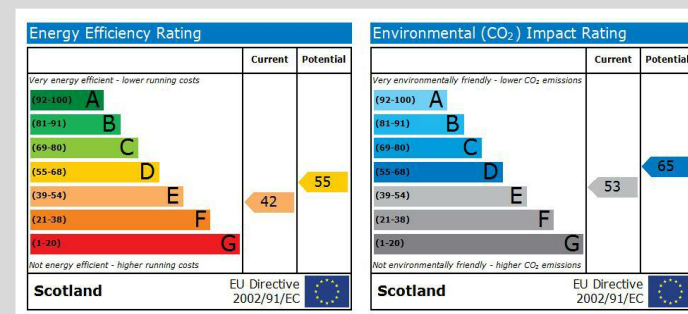 Energy Efficiency Rating
Current Potential
Very energy efficient - lower running costs
(92-100) A
(81-91) B
(69-80) C
(55-68) D
(39-54) E
(21-38) F
(1-20) G
42
55
Not energy efficient - higher running costs
Scotland
EU Directive
2002/91/EC
Environmental (CO₂) Impact Rating
Current Potential
Very environmentally friendly - lower CO₂ emissions
(92-100) A
(81-91) B
(69-80) C
(55-68) D
(39-54) E
(21-38) F
(1-20) G
53
65
Not environmentally friendly - higher CO₂ emissions
Scotland
EU Directive
2002/91/EC